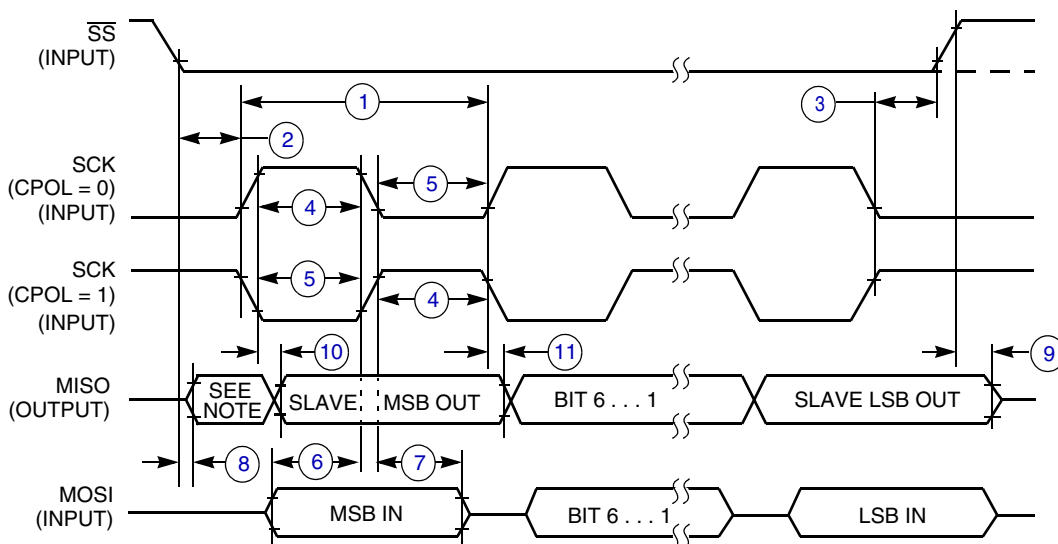 SS
(INPUT)
1
3
2
SCK
(CPOL = 0)
(INPUT)
5
4
SCK
(CPOL = 1)
(INPUT)
5
4
10
11
9
MISO
(OUTPUT)
SEE
NOTE
SLAVE
MSB OUT
BIT 6 . . . 1
SLAVE LSB OUT
8
6
7
MOSI
(INPUT)
MSB IN
BIT 6 . . . 1
LSB IN